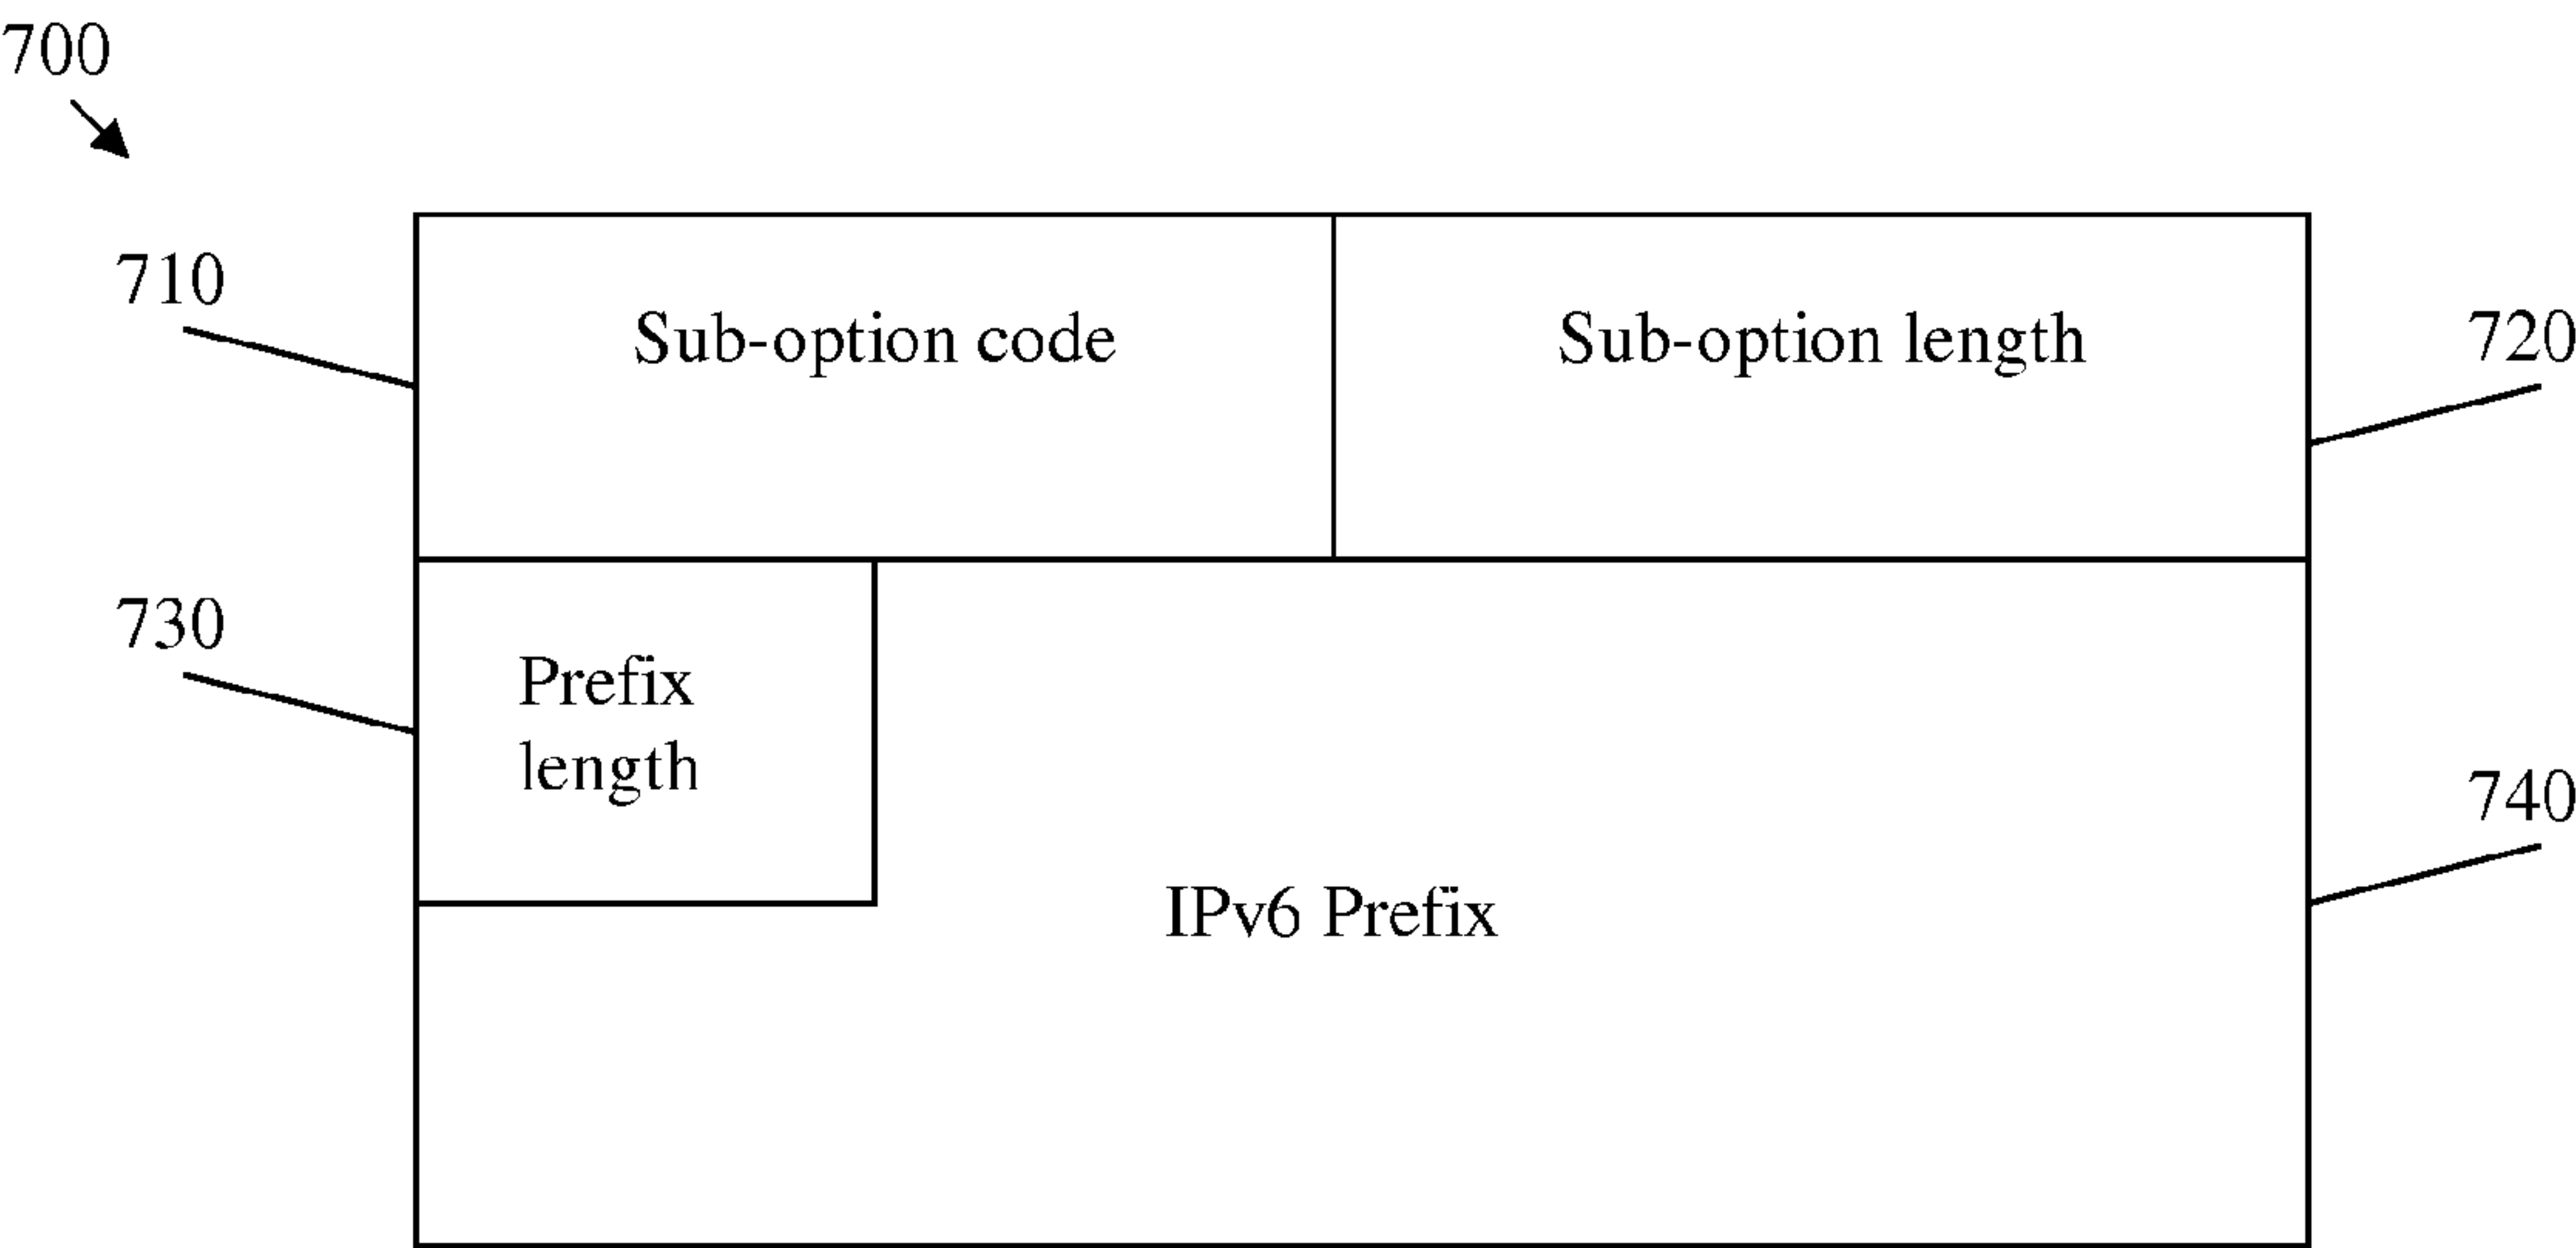 700
710
Sub-option code
Sub-option length
720
730
Prefix
length
740
IPv6 Prefix